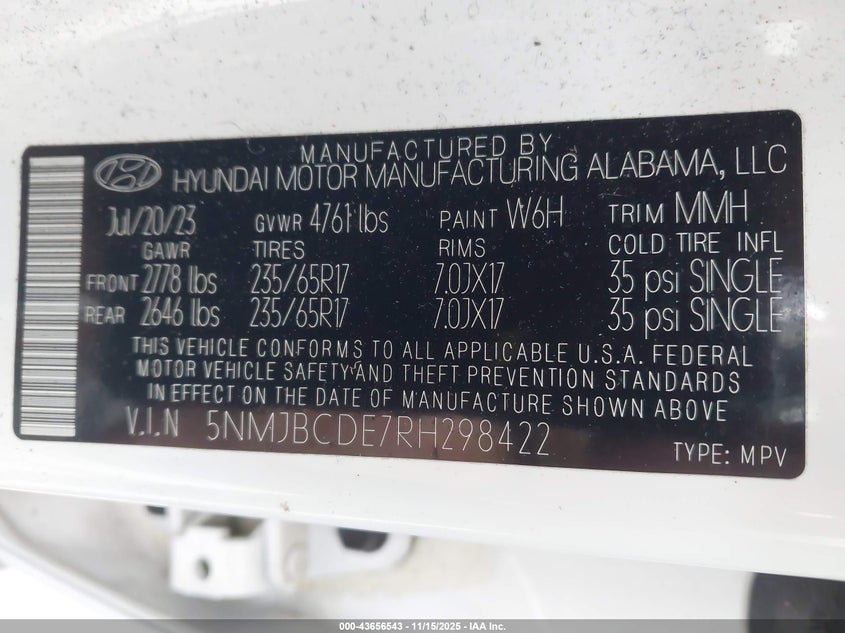 MANUFACTURED BY
HYUNDAI MOTOR MANUFACTURING ALABAMA, LLC
Jul/20/23 GVWR 4761 lbs PAINT W6H TRIM MMH
GAWR TIRES RIMS COLD TIRE INFL
FRONT 2778 lbs 235/65R17 7.0JX17 35 psi SINGLE
REAR 2646 lbs 235/65R17 7.0JX17 35 psi SINGLE
THIS VEHICLE CONFORMS TO ALL APPLICABLE U.S.A. FEDERAL
MOTOR VEHICLE SAFETY AND THEFT PREVENTION STANDARDS
IN EFFECT ON THE DATE OF MANUFACTURE SHOWN ABOVE
V.I.N 5NMJBCDE7RH298422
TYPE: MPV
000-43656543 - 11/15/2025 - IAA Inc.